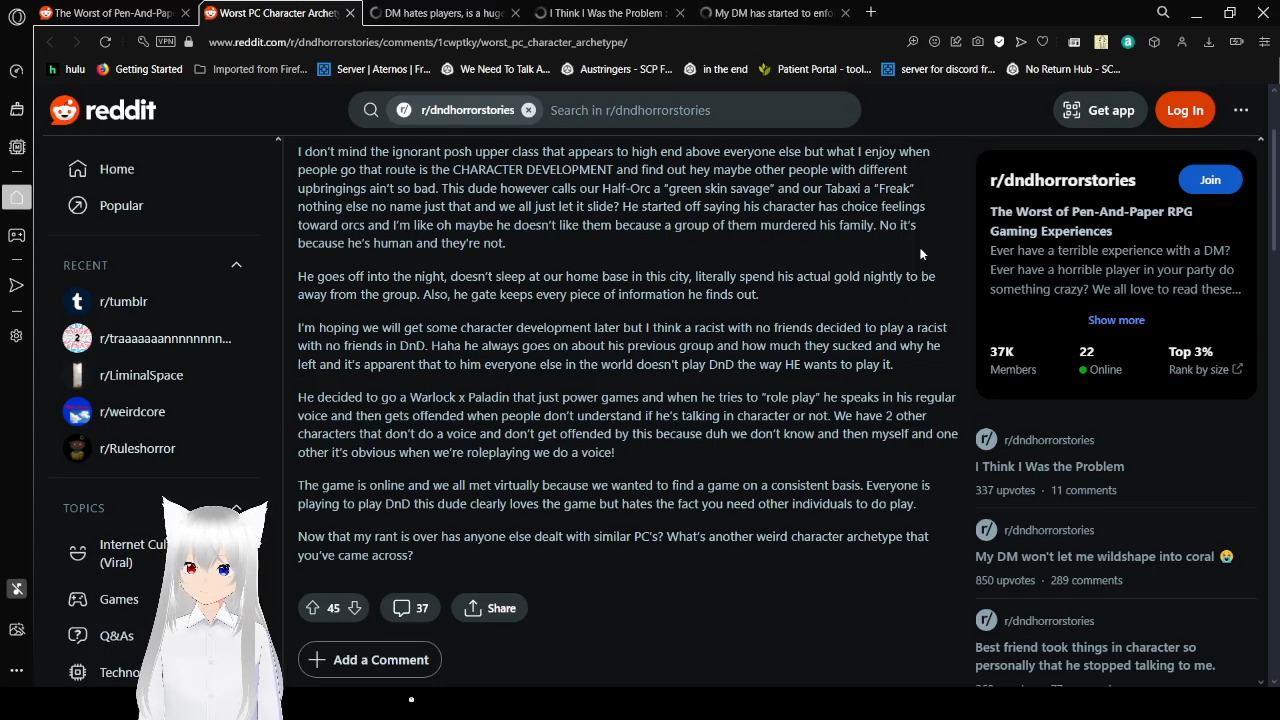 The Worst of Pen-And-Paper
Worst PC Character Archety
DM hates players, is a hug
I Think I Was the Problem :
My DM has started to enfo
VPN
www.reddit.com/r/dndhorrorstories/comments/1cwptky/worst_pc_character_archetype/
hulu
Getting Started
Imported from Firef...
Server | Aternos | Fr...
We Need To Talk A...
Austringers - SCP F...
in the end
Patient Portal - tool...
server for discord fr...
No Return Hub - SC...
reddit
r/dndhorrorstories
Search in r/dndhorrorstories
Get app
Log In
Home
Popular
RECENT
r/tumblr
r/traaaaaaannnnnnnn...
r/LiminalSpace
r/weirdcore
r/Ruleshorror
TOPICS
Internet Cul
(Viral)
Games
Q&As
Techno
I don't mind the ignorant posh upper class that appears to high end above everyone else but what I enjoy when
people go that route is the CHARACTER DEVELOPMENT and find out hey maybe other people with different
upbringings ain't so bad. This dude however calls our Half-Orc a "green skin savage" and our Tabaxi a "Freak"
nothing else no name just that and we all just let it slide? He started off saying his character has choice feelings
toward orcs and I'm like oh maybe he doesn't like them because a group of them murdered his family. No it's
because he's human and they're not.
He goes off into the night, doesn't sleep at our home base in this city, literally spend his actual gold nightly to be
away from the group. Also, he gate keeps every piece of information he finds out.
I'm hoping we will get some character development later but I think a racist with no friends decided to play a racist
with no friends in DnD. Haha he always goes on about his previous group and how much they sucked and why he
left and it's apparent that to him everyone else in the world doesn't play DnD the way HE wants to play it.
He decided to go a Warlock x Paladin that just power games and when he tries to "role play" he speaks in his regular
voice and then gets offended when people don't understand if he's talking in character or not. We have 2 other
characters that don't do a voice and don't get offended by this because duh we don't know and then myself and one
other it's obvious when we're roleplaying we do a voice!
The game is online and we all met virtually because we wanted to find a game on a consistent basis. Everyone is
playing to play DnD this dude clearly loves the game but hates the fact you need other individuals to do play.
Now that my rant is over has anyone else dealt with similar PC's? What's another weird character archetype that
you've came across?
45
37
Share
Add a Comment
r/dndhorrorstories
Join
The Worst of Pen-And-Paper RPG
Gaming Experiences
Ever have a terrible experience with a DM?
Ever have a horrible player in your party do
something crazy? We all love to read these...
Show more
37K
22
Top 3%
Members
Online
Rank by size
r/dndhorrorstories
I Think I Was the Problem
337 upvotes · 11 comments
r/dndhorrorstories
My DM won't let me wildshape into coral 😭
850 upvotes · 289 comments
r/dndhorrorstories
Best friend took things in character so
personally that he stopped talking to me.